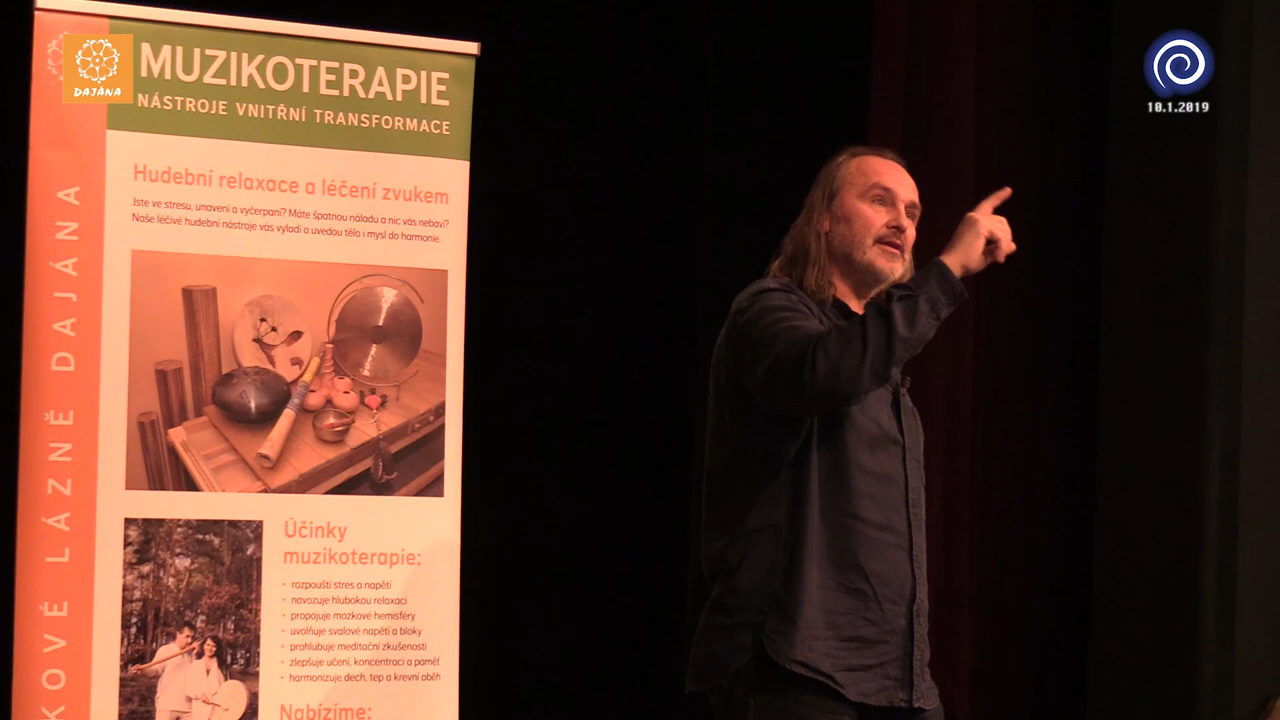 DAJÁNA
MUZIKOTERAPIE
NÁSTROJE VNITŘNÍ TRANSFORMACE
Hudební relaxace a léčení zvukem
Jste ve stresu, unavení a vyčerpaní? Máte špatnou náladu a nic vás nebaví?
Naše léčivé hudební nástroje vás vyladí a uvedou tělo i mysl do harmonie.
KOVÉ LÁZNĚ DAJÁNA
Účinky
muzikoterapie:
• rozpouští stres a napětí
• navozuje hlubokou relaxaci
• propojuje mozkové hemisféry
• uvolňuje svalové napětí a bloky
• prohlubuje meditační zkušenosti
• zlepšuje učení, koncentraci a paměť
• harmonizuje dech, tep a krevní oběh
Nabízíme:
10.1.2019